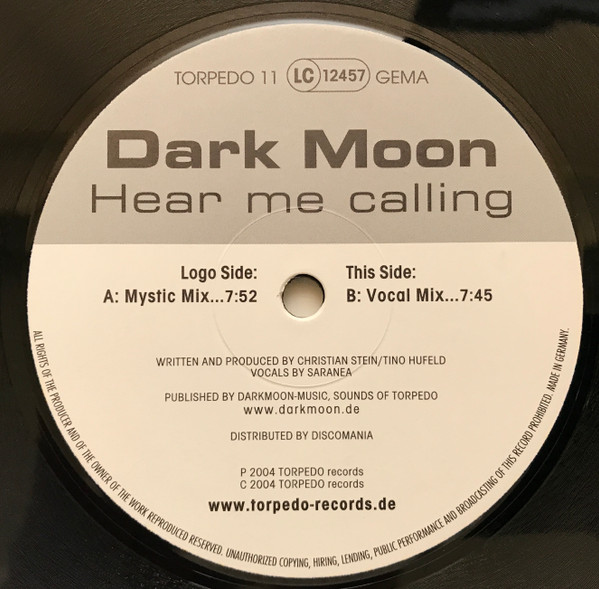 TORPEDO 11 LC 12457 GEMA
Dark Moon
Hear me calling
Logo Side:
A: Mystic Mix...7:52
This Side:
B: Vocal Mix...7:45
WRITTEN AND PRODUCED BY CHRISTIAN STEIN/TINO HUFELD
VOCALS BY SARANEA
PUBLISHED BY DARKMOON-MUSIC, SOUNDS OF TORPEDO
www.darkmoon.de
DISTRIBUTED BY DISCOMANIA
P 2004 TORPEDO records
C 2004 TORPEDO records
www.torpedo-records.de
ALL RIGHTS OF THE PRODUCER AND OF THE OWNER OF THE WORK REPRODUCED RESERVED. UNAUTHORIZED COPYING, HIRING, LENDING, PUBLIC PERFORMANCE AND BROADCASTING OF THIS RECORD PROHIBITED. MADE IN GERMANY.